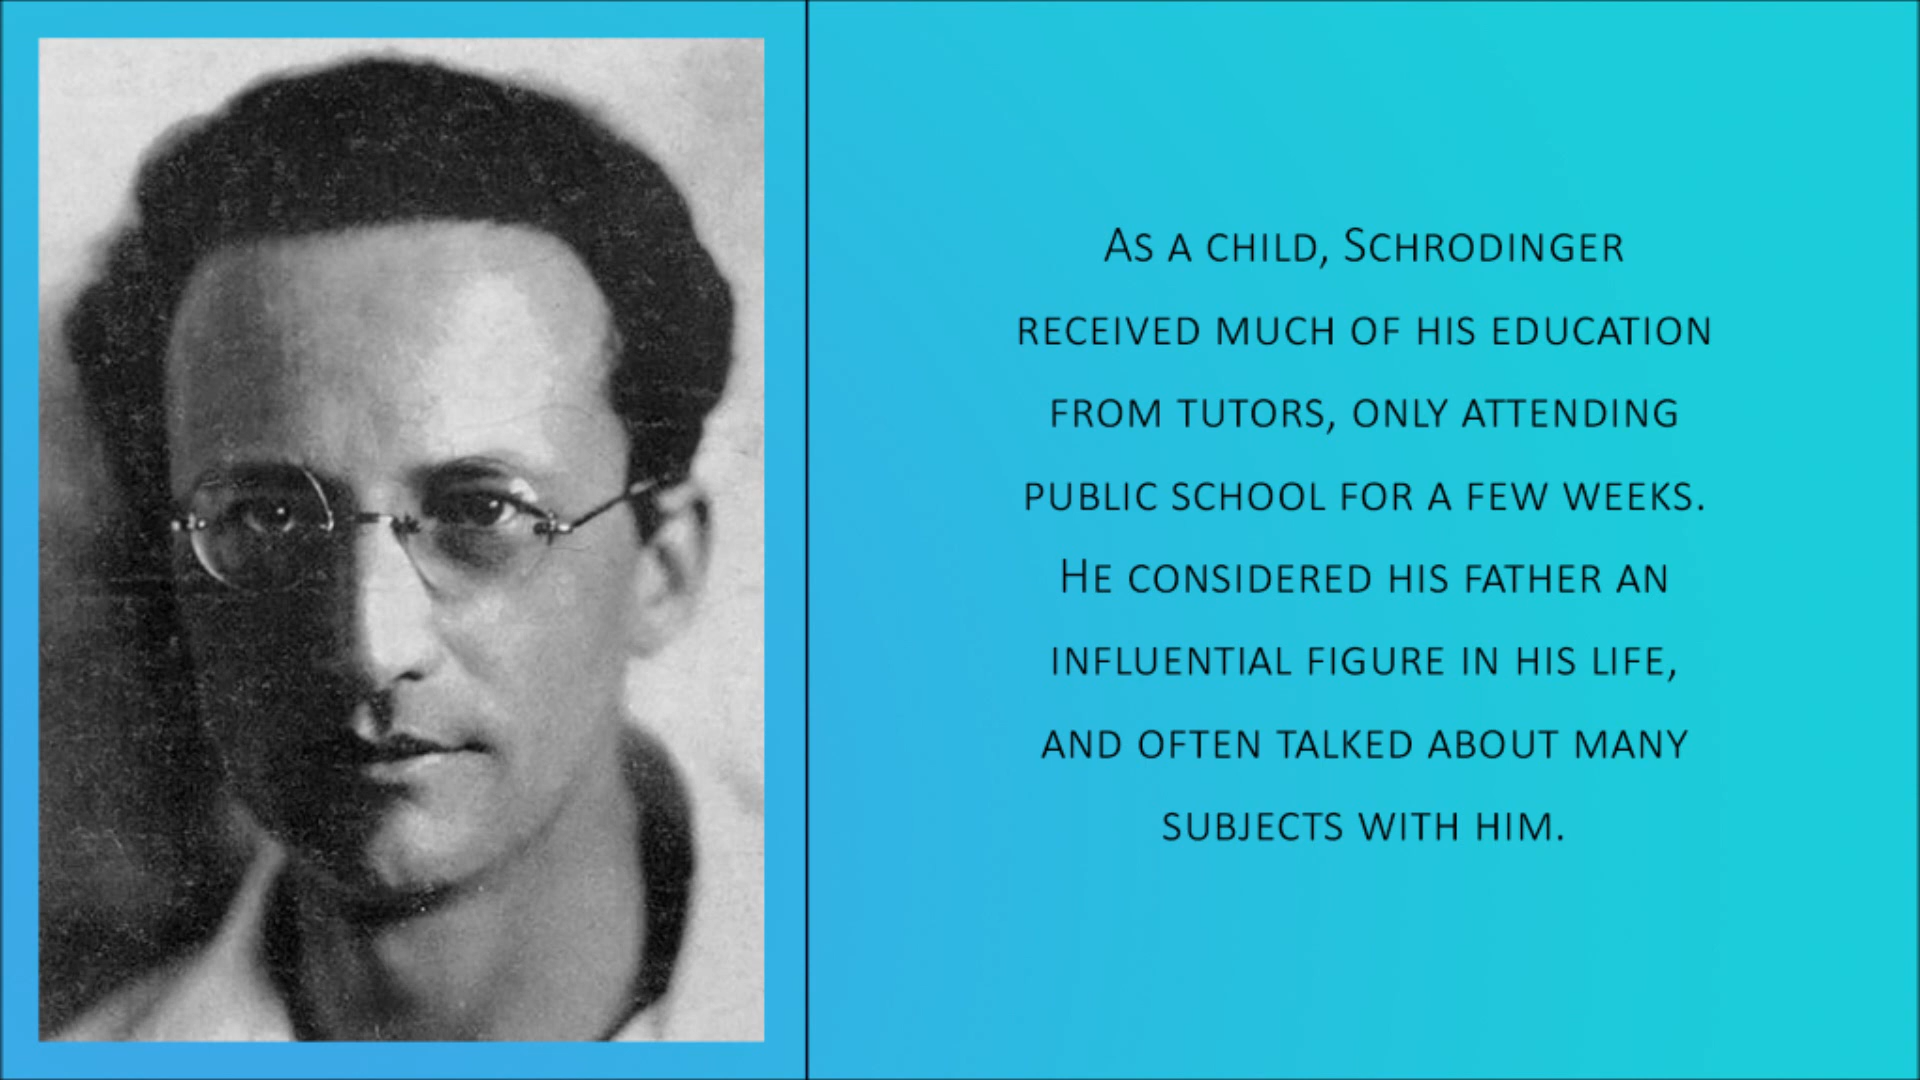 As a child, Schrodinger
received much of his education
from tutors, only attending
public school for a few weeks.
He considered his father an
influential figure in his life,
and often talked about many
subjects with him.